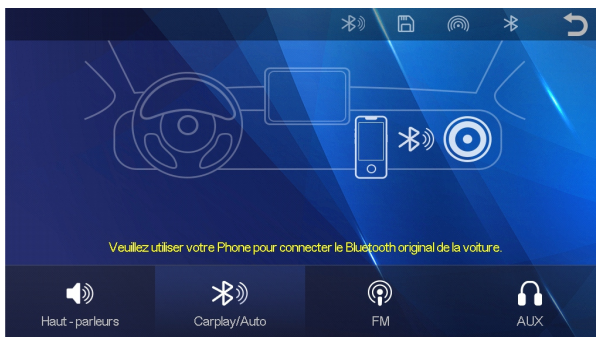 Veuillez utiliser votre Phone pour connecter le Bluetooth original de la voiture.
Haut-parleurs
Carplay/Auto
FM
AUX